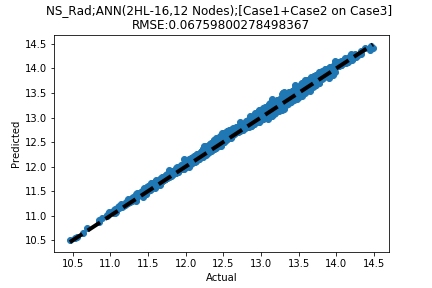 NS_Rad;ANN(2HL-16,12 Nodes);[Case1+Case2 on Case3]
RMSE:0.06759800278498367
14.5
14.0
13.5
13.0
12.5
12.0
11.5
11.0
10.5
Predicted
10.5 11.0 11.5 12.0 12.5 13.0 13.5 14.0 14.5
Actual